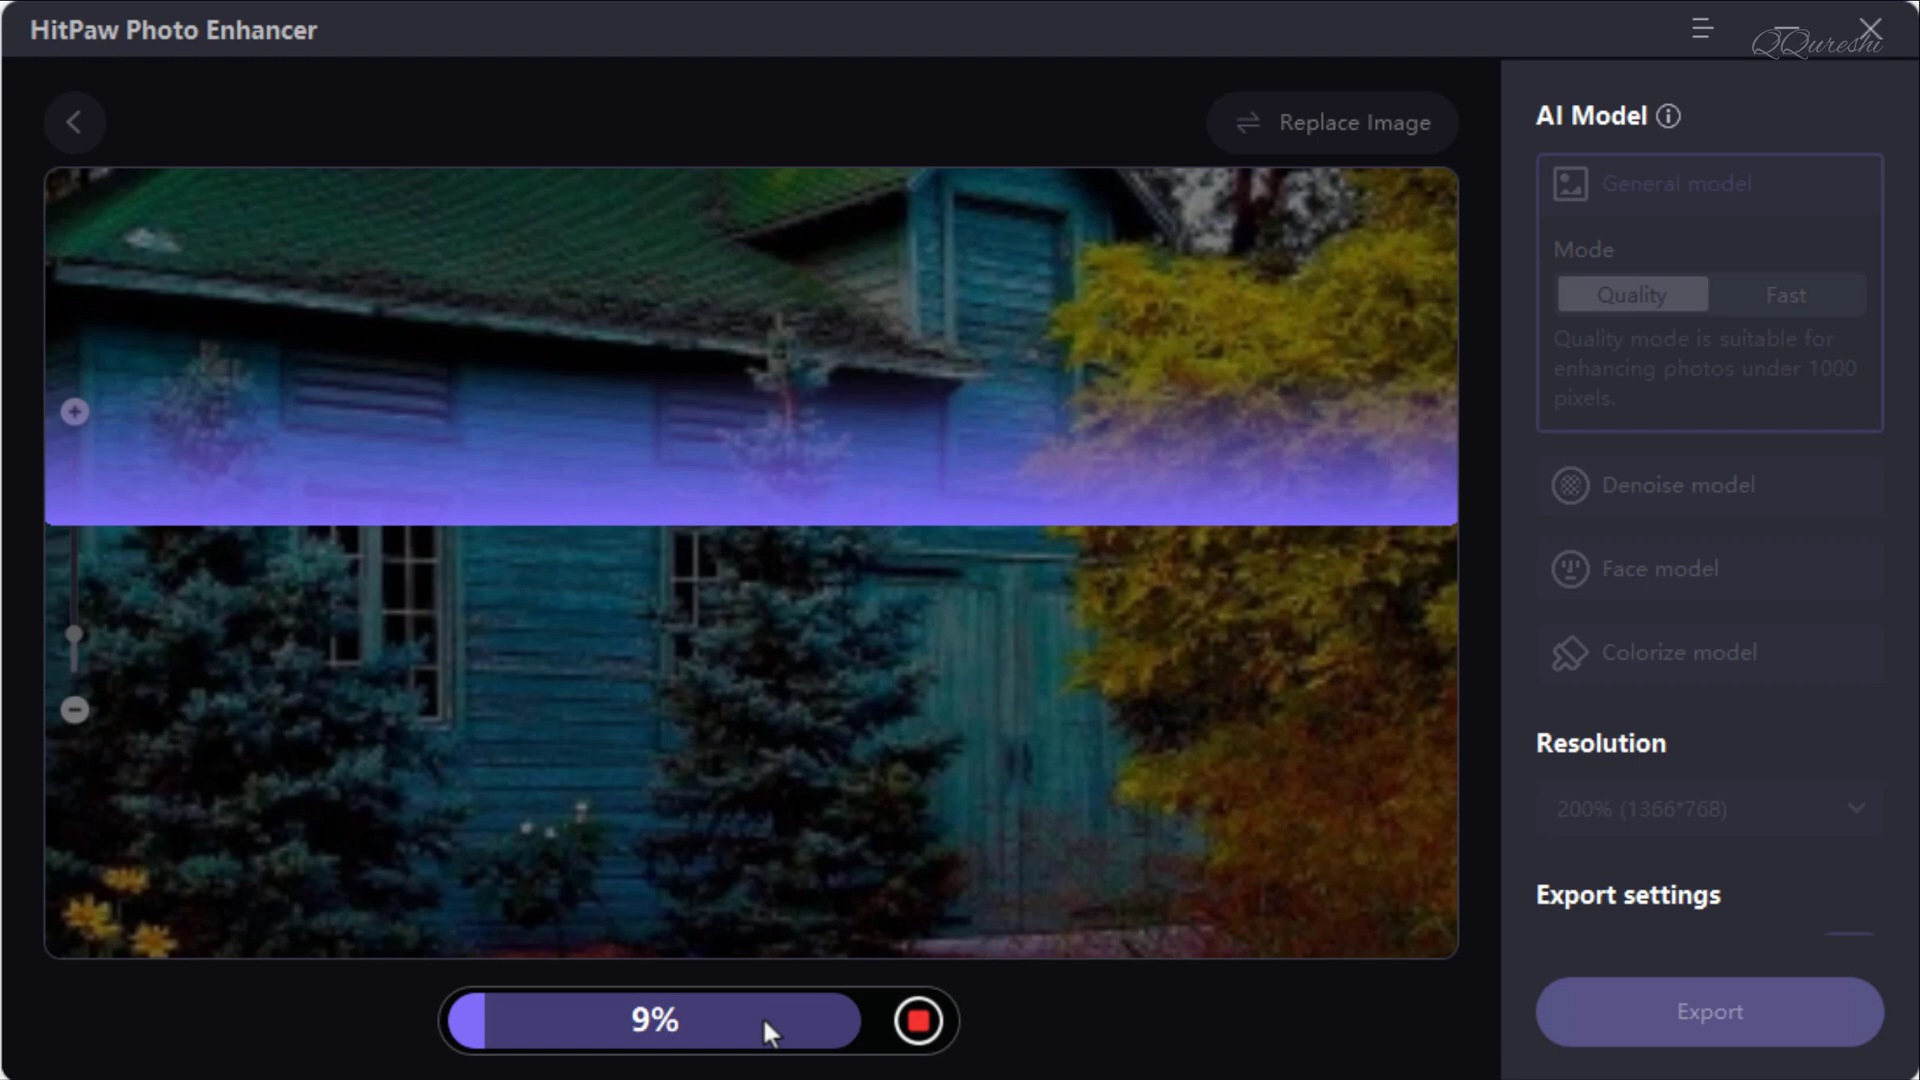 HitPaw Photo Enhancer
QQureshi
Replace Image
AI Model
General model
Mode
Quality Fast
Quality mode is suitable for
enhancing photos under 1000
pixels.
Denoise model
Face model
Colorize model
Resolution
200% (1366*768)
Export settings
Export
9%